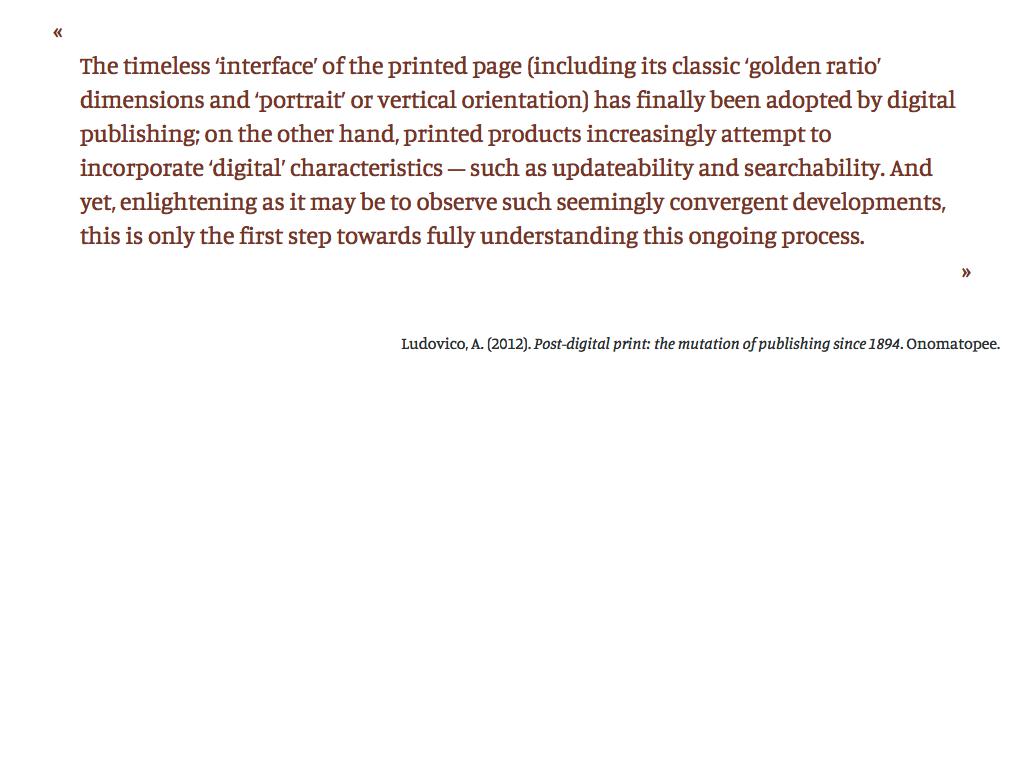 «
The timeless ‘interface’ of the printed page (including its classic ‘golden ratio’
dimensions and ‘portrait’ or vertical orientation) has finally been adopted by digital
publishing; on the other hand, printed products increasingly attempt to
incorporate ‘digital’ characteristics — such as updateability and searchability. And
yet, enlightening as it may be to observe such seemingly convergent developments,
this is only the first step towards fully understanding this ongoing process.
»
Ludovico, A. (2012). Post-digital print: the mutation of publishing since 1894. Onomatopee.